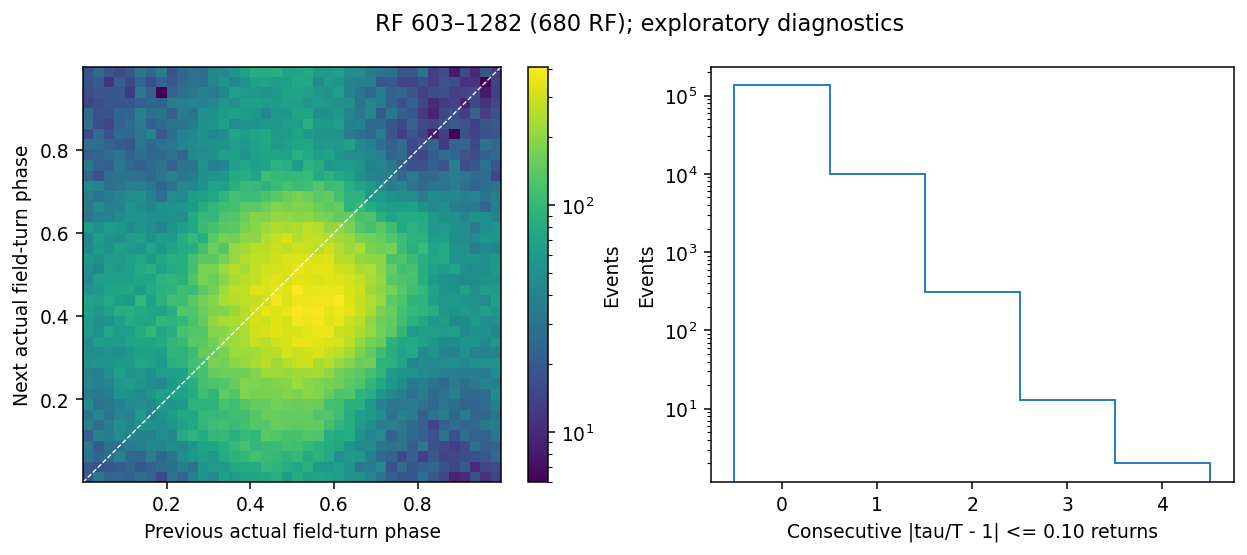 RF 603–1282 (680 RF); exploratory diagnostics
Next actual field-turn phase
0.8
0.6
0.4
0.2
0.2 0.4 0.6 0.8
Previous actual field-turn phase
10²
10¹
Events
Events
10⁵
10⁴
10³
10²
10¹
0 1 2 3 4
Consecutive |tau/T - 1| <= 0.10 returns